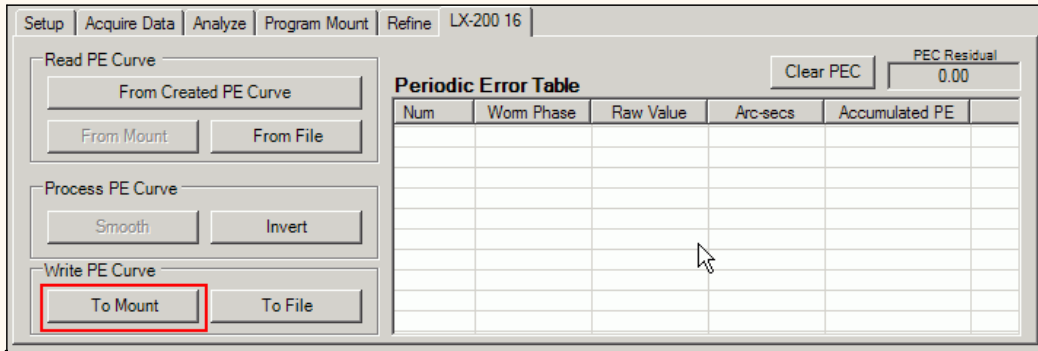 Setup Acquire Data Analyze Program Mount Refine LX-200 16
Read PE Curve
From Created PE Curve
From Mount From File
Process PE Curve
Smooth Invert
Write PE Curve
To Mount To File
Periodic Error Table
Clear PEC
PEC Residual
0.00
Num Worm Phase Raw Value Arc-secs Accumulated PE